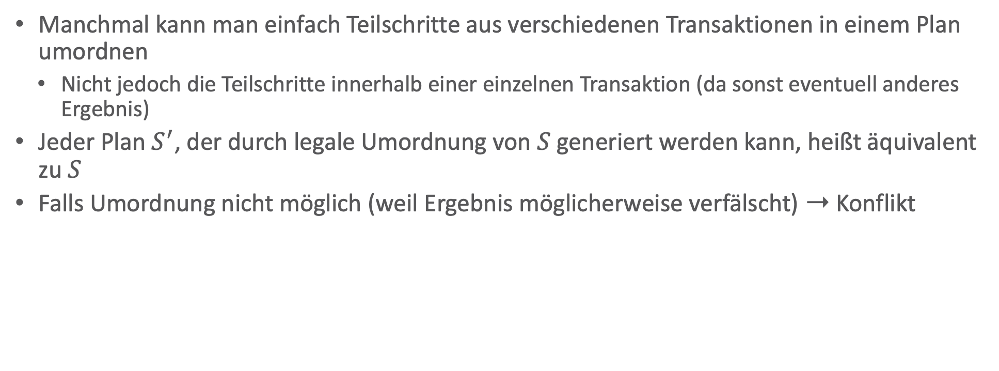 • Manchmal kann man einfach Teilschritte aus verschiedenen Transaktionen in einem Plan
umordnen
• Nicht jedoch die Teilschritte innerhalb einer einzelnen Transaktion (da sonst eventuell anderes
Ergebnis)
• Jeder Plan S′, der durch legale Umordnung von S generiert werden kann, heißt äquivalent
zu S
• Falls Umordnung nicht möglich (weil Ergebnis möglicherweise verfälscht) → Konflikt